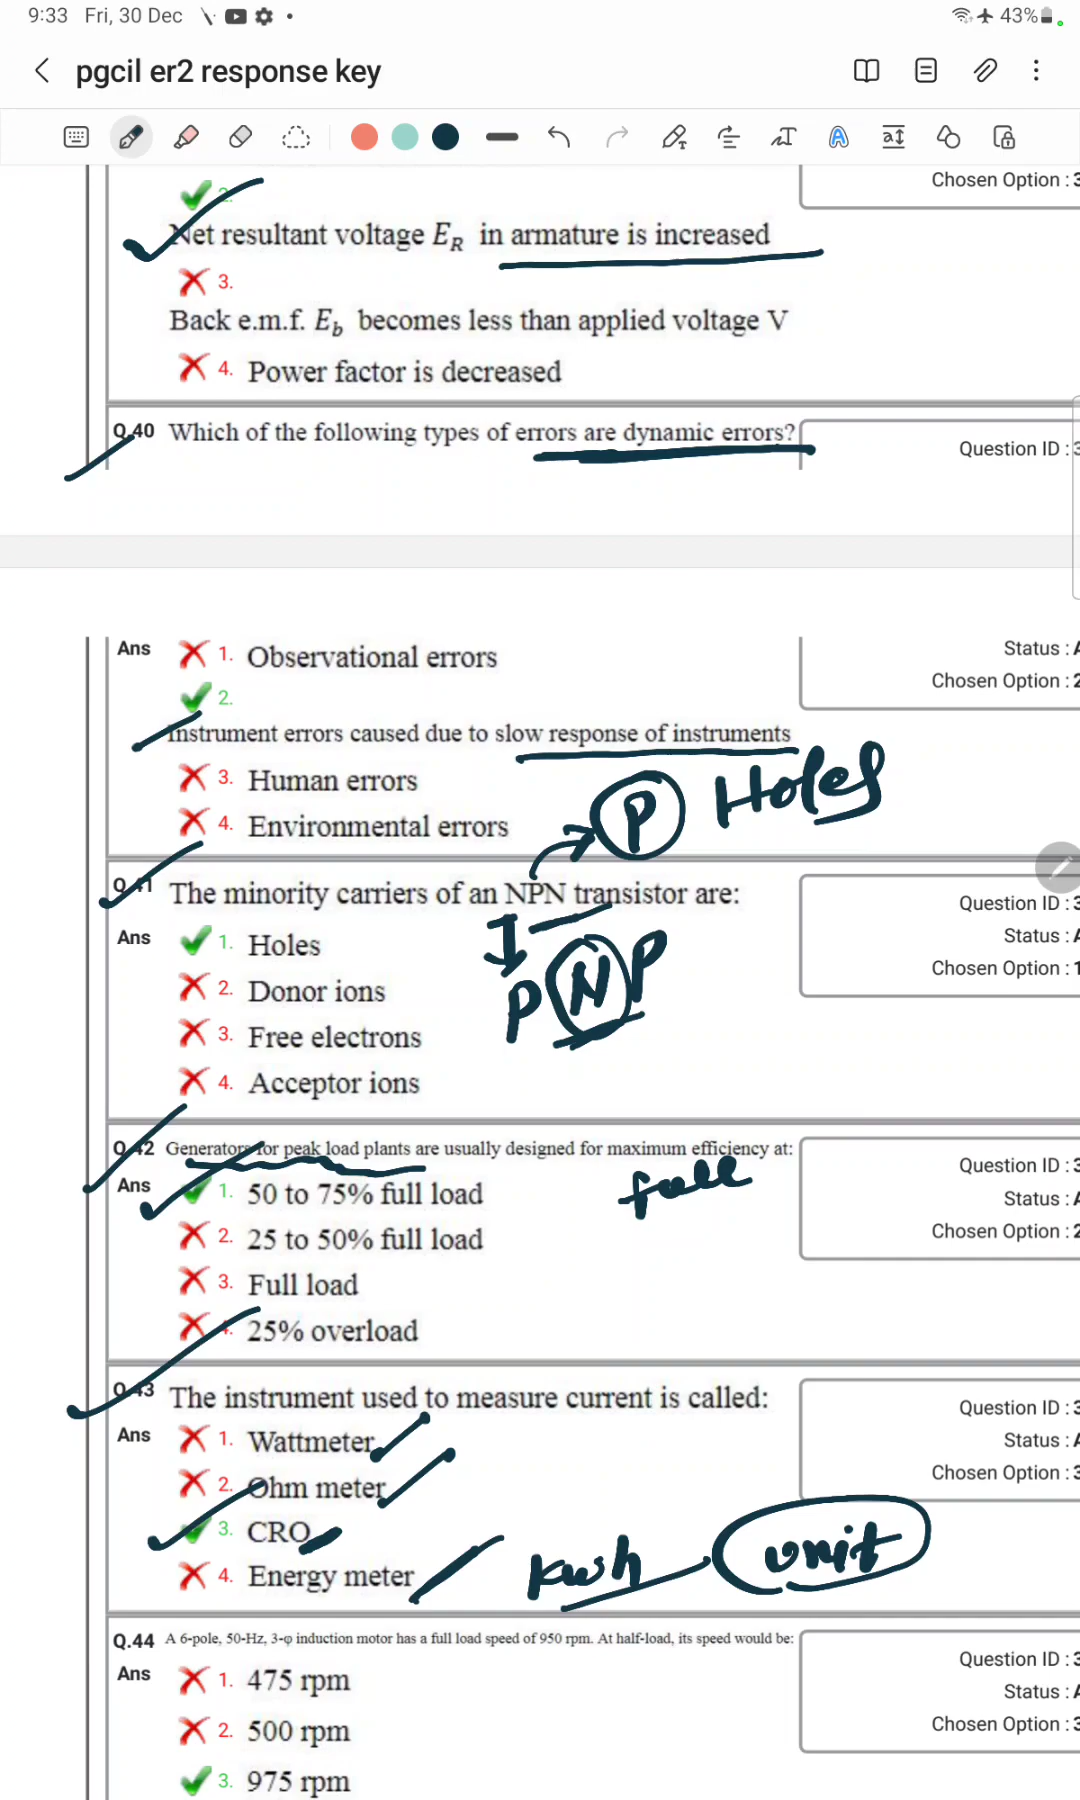 9:33 Fri, 30 Dec
43%
pgcil er2 response key
2.
Chosen Option : 3
Net resultant voltage E_R in armature is increased
3.
Back e.m.f. E_b becomes less than applied voltage V
4. Power factor is decreased
Q.40 Which of the following types of errors are dynamic errors?
Question ID : 3
Ans 1. Observational errors
Status : A
Chosen Option : 2
2.
Instrument errors caused due to slow response of instruments
3. Human errors
P Holes
4. Environmental errors
Q.41 The minority carriers of an NPN transistor are:
Question ID : 3
Status : A
Chosen Option : 1
Ans 1. Holes
2. Donor ions
P N P
3. Free electrons
4. Acceptor ions
Q.42 Generators for peak load plants are usually designed for maximum efficiency at:
Question ID : 3
Status : A
Chosen Option : 2
Ans 1. 50 to 75% full load
full
2. 25 to 50% full load
3. Full load
4. 25% overload
Q.43 The instrument used to measure current is called:
Question ID : 3
Status : A
Chosen Option : 3
Ans 1. Wattmeter
2. Ohm meter
3. CRO
4. Energy meter
kwh unit
Q.44 A 6-pole, 50-Hz, 3-φ induction motor has a full load speed of 950 rpm. At half-load, its speed would be:
Question ID : 3
Status : A
Chosen Option : 3
Ans 1. 475 rpm
2. 500 rpm
3. 975 rpm